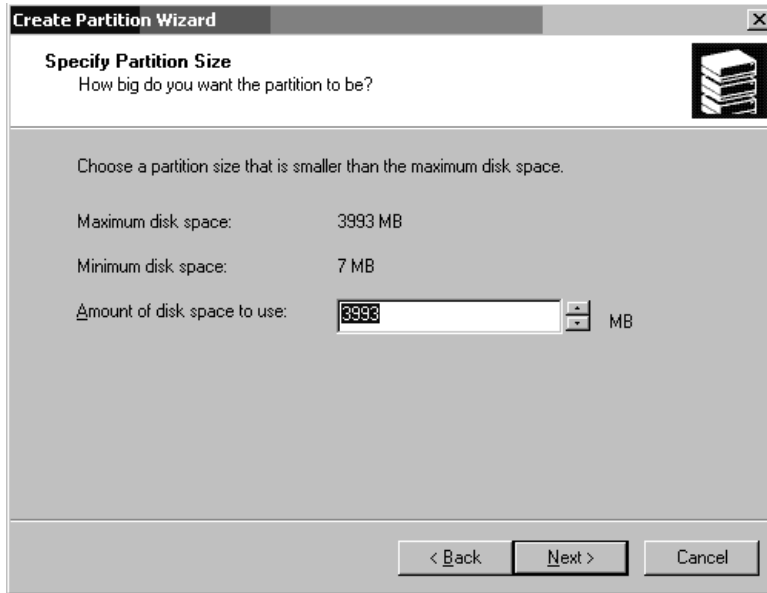 Create Partition Wizard
Specify Partition Size
How big do you want the partition to be?
Choose a partition size that is smaller than the maximum disk space.
Maximum disk space: 3993 MB
Minimum disk space: 7 MB
Amount of disk space to use: 3993 MB
< Back Next > Cancel